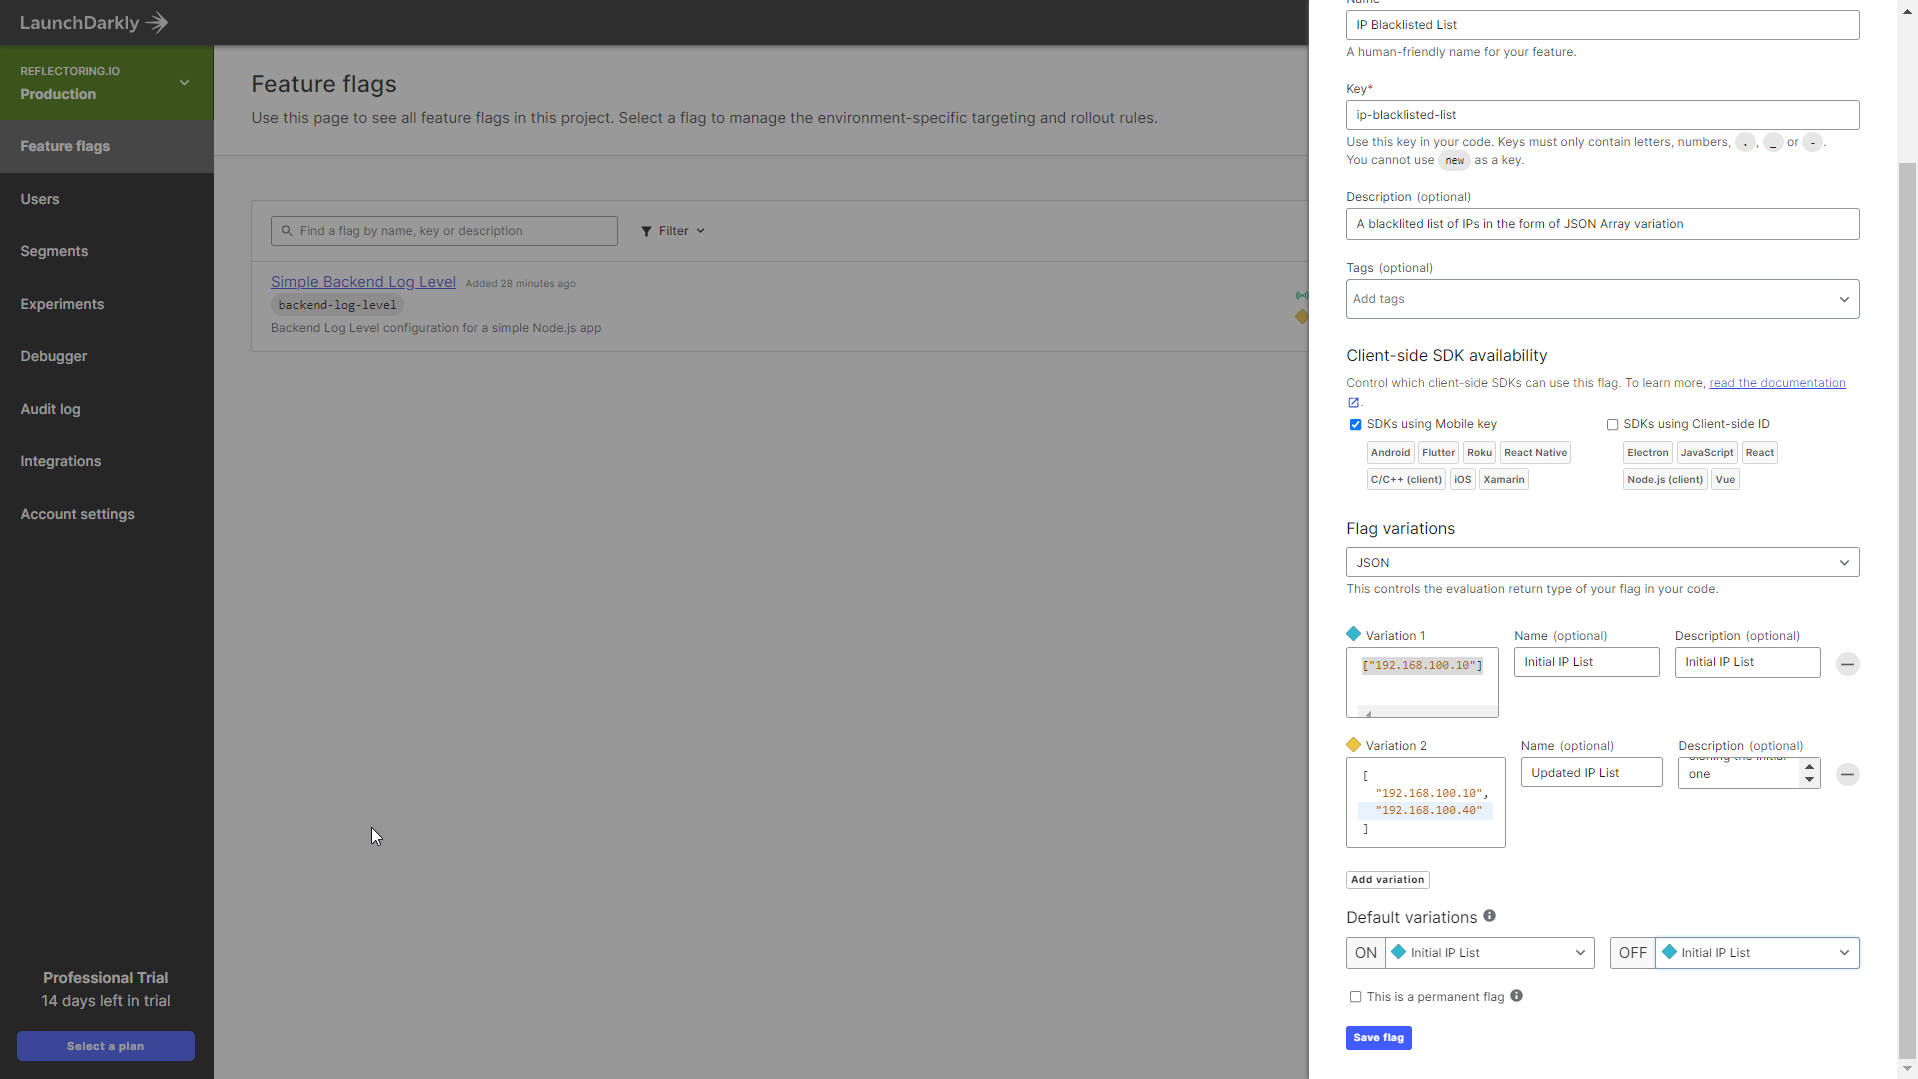 LaunchDarkly
REFLECTORING.IO
Production
Feature flags
Users
Segments
Experiments
Debugger
Audit log
Integrations
Account settings
Professional Trial
14 days left in trial
Select a plan
Feature flags
Use this page to see all feature flags in this project. Select a flag to manage the environment-specific targeting and rollout rules.
Find a flag by name, key or description
Filter
Simple Backend Log Level Added 28 minutes ago
backend-log-level
Backend Log Level configuration for a simple Node.js app
Name
IP Blacklisted List
A human-friendly name for your feature.
Key*
ip-blacklisted-list
Use this key in your code. Keys must only contain letters, numbers, . , _ or - .
You cannot use new as a key.
Description (optional)
A blacklited list of IPs in the form of JSON Array variation
Tags (optional)
Add tags
Client-side SDK availability
Control which client-side SDKs can use this flag. To learn more, read the documentation
.
SDKs using Mobile key
Android Flutter Roku React Native
C/C++ (client) iOS Xamarin
SDKs using Client-side ID
Electron JavaScript React
Node.js (client) Vue
Flag variations
JSON
This controls the evaluation return type of your flag in your code.
Variation 1 Name (optional) Description (optional)
["192.168.100.10"] Initial IP List Initial IP List
Variation 2 Name (optional) Description (optional)
[
"192.168.100.10",
"192.168.100.40"
]
Updated IP List
cloning the initial
one
Add variation
Default variations
ON Initial IP List OFF Initial IP List
This is a permanent flag
Save flag